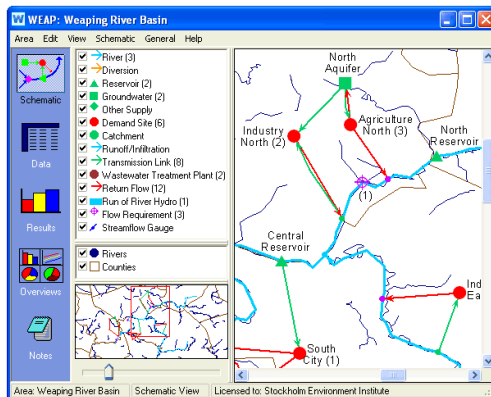 WEAP: Weaping River Basin
Area Edit View Schematic General Help
Schematic
Data
Results
Overviews
Notes
River (3)
Diversion
Reservoir (2)
Groundwater (2)
Other Supply
Demand Site (6)
Catchment
Runoff/Infiltration
Transmission Link (8)
Wastewater Treatment Plant (2)
Return Flow (12)
Run of River Hydro (1)
Flow Requirement (3)
Streamflow Gauge
Rivers
Counties
North
Aquifer
Agriculture
North (3)
Industry
North (2)
North
Reservoir
(1)
Central
Reservoir
Ind
Ea
South
City (1)
Area: Weaping River Basin Schematic View Licensed to: Stockholm Environment Institute